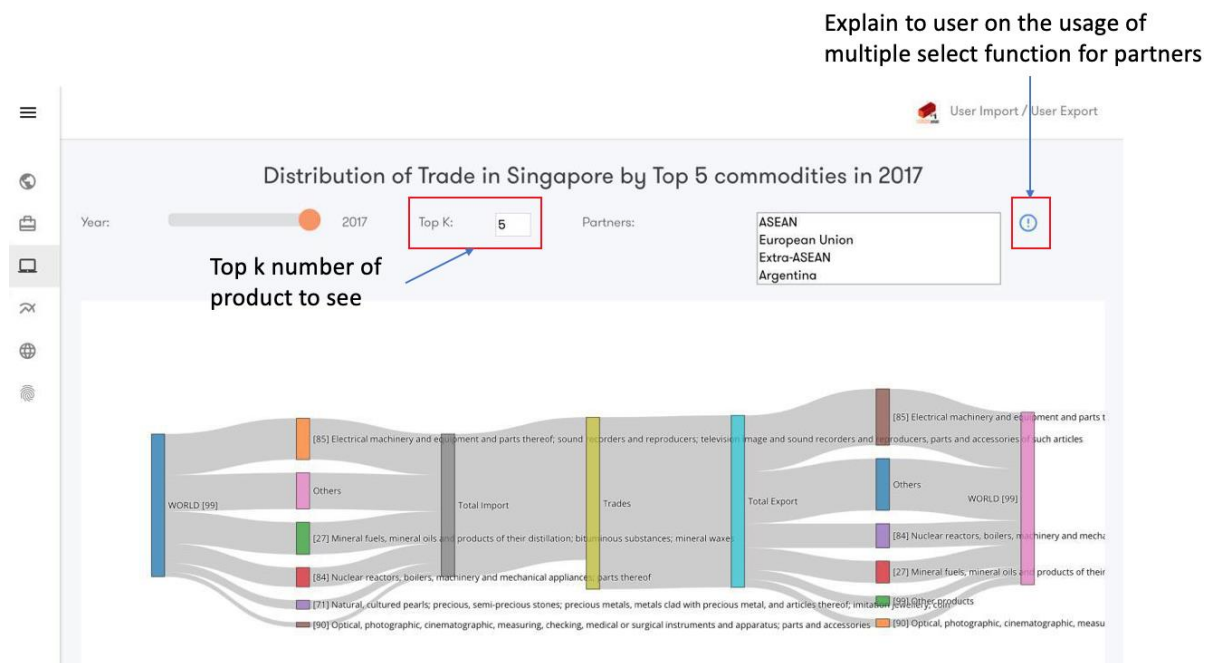 Explain to user on the usage of
multiple select function for partners
User Import / User Export
Distribution of Trade in Singapore by Top 5 commodities in 2017
Year:
2017
Top K:
5
Partners:
ASEAN
European Union
Extra-ASEAN
Argentina
Top k number of
product to see
[85] Electrical machinery and equipment and parts t
[85] Electrical machinery and equipment and parts thereof; sound recorders and reproducers; television image and sound recorders and reproducers, parts and accessories of such articles
Others
Others
WORLD [99]
WORLD [99]
Total Import
Trades
Total Export
[27] Mineral fuels, mineral oils and products of their distillation; bituminous substances; mineral waxes
[84] Nuclear reactors, boilers, machinery and mecha
[84] Nuclear reactors, boilers, machinery and mechanical appliances; parts thereof
[27] Mineral fuels, mineral oils and products of their
[71] Natural, cultured pearls; precious, semi-precious stones; precious metals, metals clad with precious metal, and articles thereof; imitation jewellery; coin
[99] Other products
[90] Optical, photographic, cinematographic, measuring, checking, medical or surgical instruments and apparatus; parts and accessories
[90] Optical, photographic, cinematographic, measu